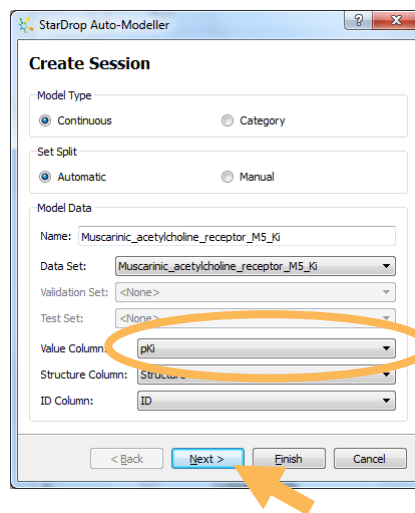 StarDrop Auto-Modeller
Create Session
Model Type
Continuous Category
Set Split
Automatic Manual
Model Data
Name: Muscarinic_acetylcholine_receptor_M5_Ki
Data Set: Muscarinic_acetylcholine_receptor_M5_Ki
Validation Set: <None>
Test Set: <None>
Value Column: pKi
Structure Column: Structure
ID Column: ID
< Back Next > Finish Cancel